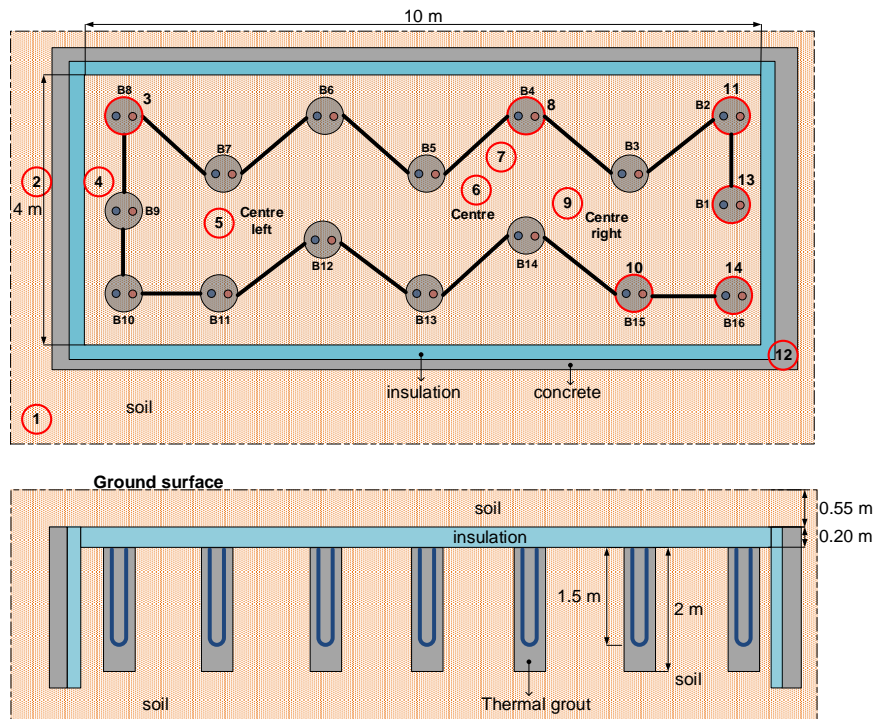 10 m
B8
3
B6
B4
8
11
B2
B7
B5
7
B3
2
4
6
13
4 m
B9
5
Centre
left
Centre
9
Centre
right
B1
B12
B14
10
14
B10
B11
B13
B15
B16
12
insulation
concrete
soil
1
Ground surface
soil
0.55 m
insulation
0.20 m
1.5 m
2 m
soil
soil
Thermal grout